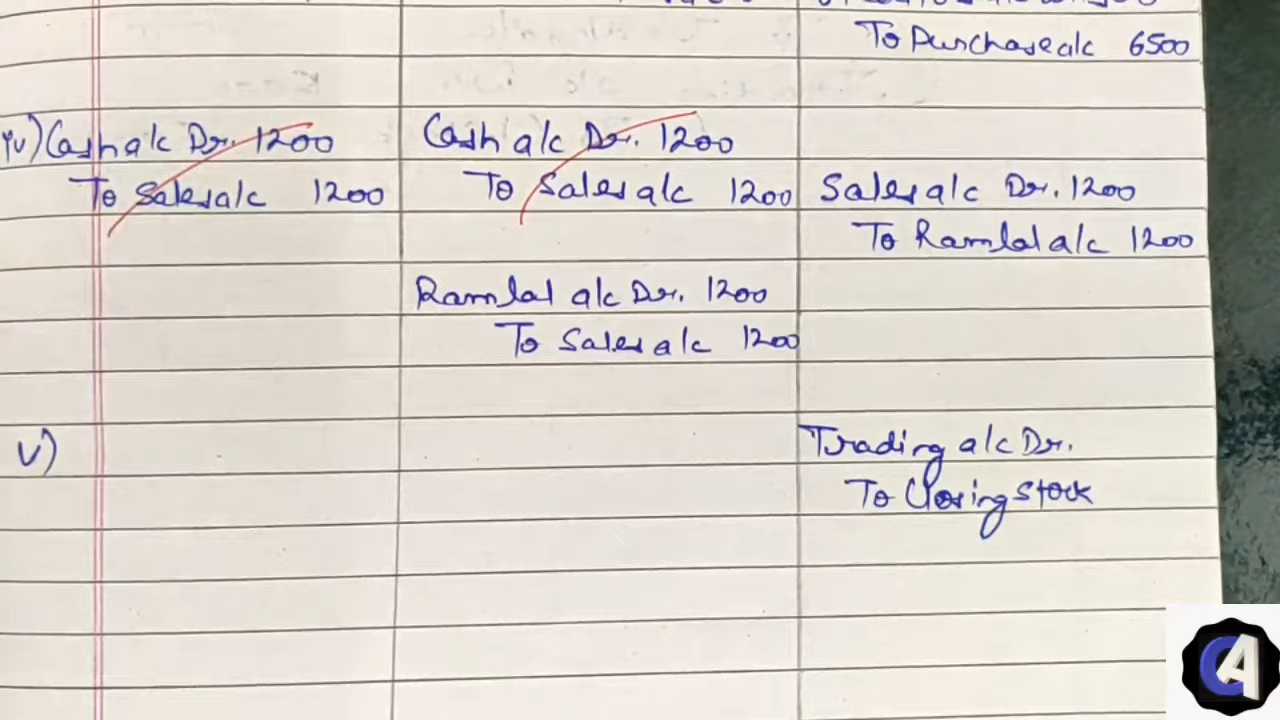 To Purchase a/c 6500
iv) Cash a/c Dr. 1200
To Sales a/c 1200
Cash a/c Dr. 1200
To Sales a/c 1200
Sales a/c Dr. 1200
To Ramlal a/c 1200
Ramlal a/c Dr. 1200
To Sales a/c 1200
v)
Trading a/c Dr.
To Closing stock
CA